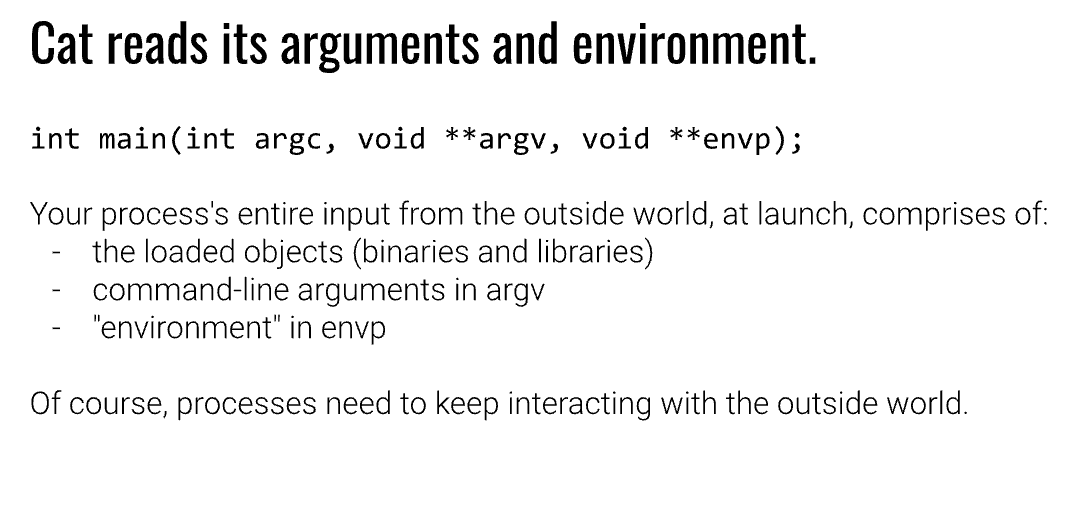 Cat reads its arguments and environment.
int main(int argc, void **argv, void **envp);
Your process's entire input from the outside world, at launch, comprises of:
- the loaded objects (binaries and libraries)
- command-line arguments in argv
- "environment" in envp
Of course, processes need to keep interacting with the outside world.